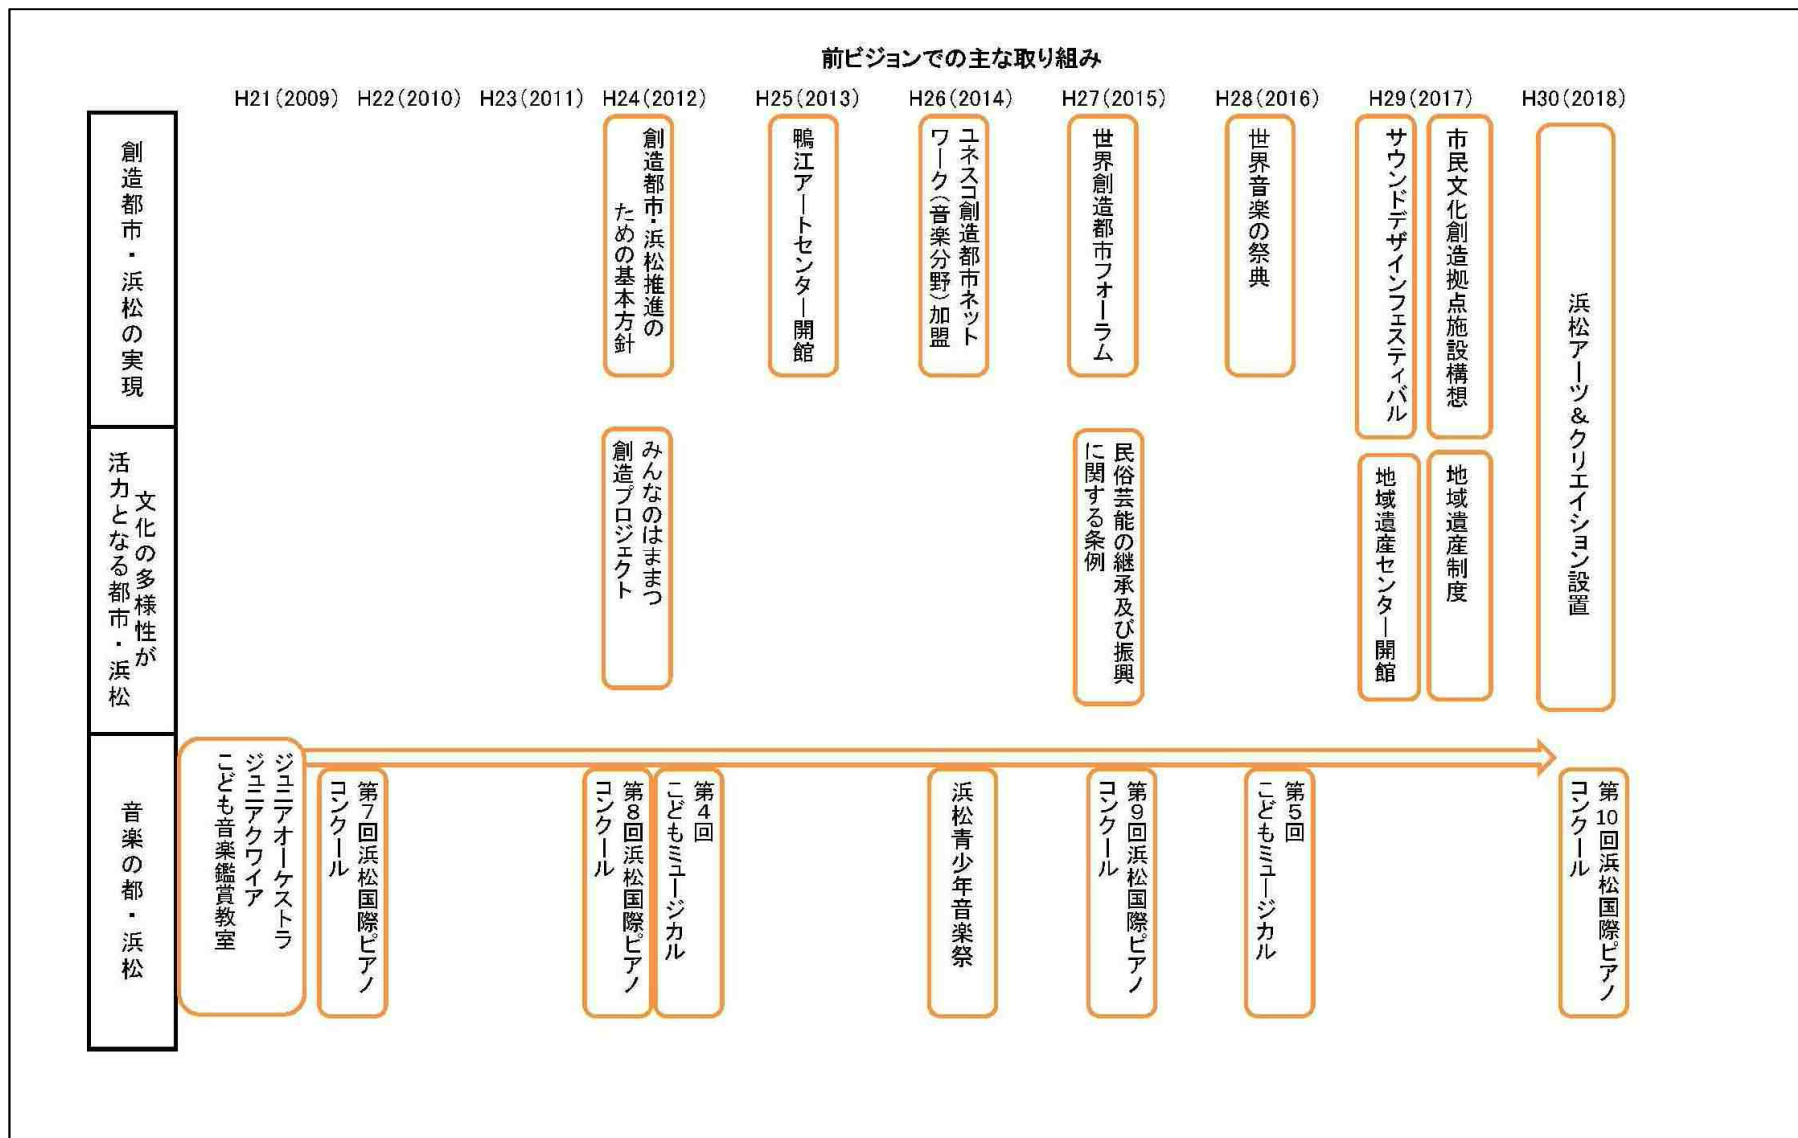 前ビジョンでの主な取り組み
H21(2009)
H22(2010)
H23(2011)
H24(2012)
H25(2013)
H26(2014)
H27(2015)
H28(2016)
H29(2017)
H30(2018)
創造都市・浜松の実現
創造都市・浜松推進の
ための基本方針
鴨江アートセンター開館
ユネスコ創造都市ネット
ワーク(音楽分野)加盟
世界創造都市フォーラム
世界音楽の祭典
サウンドデザインフェスティバル
市民文化創造拠点施設構想
浜松アーツ&クリエイション設置
文化の多様性が
活力となる都市・浜松
みんなのはままつ
創造プロジェクト
民俗芸能の継承及び振興
に関する条例
地域遺産センター開館
地域遺産制度
音楽の都・浜松
ジュニアオーケストラ
ジュニアクワイア
こども音楽鑑賞教室
第7回浜松国際ピアノ
コンクール
第8回浜松国際ピアノ
コンクール
第4回
こどもミュージカル
浜松青少年音楽祭
第9回浜松国際ピアノ
コンクール
第5回
こどもミュージカル
第10回浜松国際ピアノ
コンクール